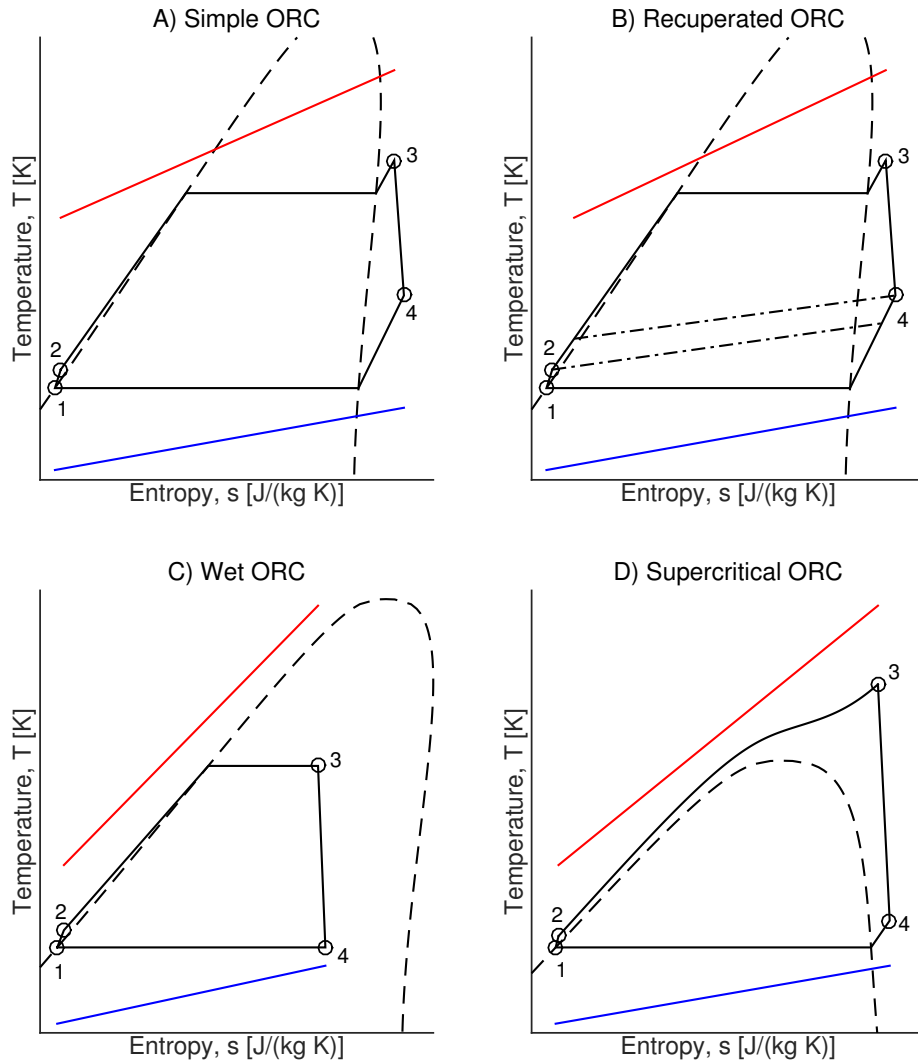 A) Simple ORC
Temperature, T [K]
3
4
2
1
Entropy, s [J/(kg K)]
B) Recuperated ORC
Temperature, T [K]
3
4
2
1
Entropy, s [J/(kg K)]
C) Wet ORC
Temperature, T [K]
3
2
1
4
Entropy, s [J/(kg K)]
D) Supercritical ORC
Temperature, T [K]
3
2
4
1
Entropy, s [J/(kg K)]